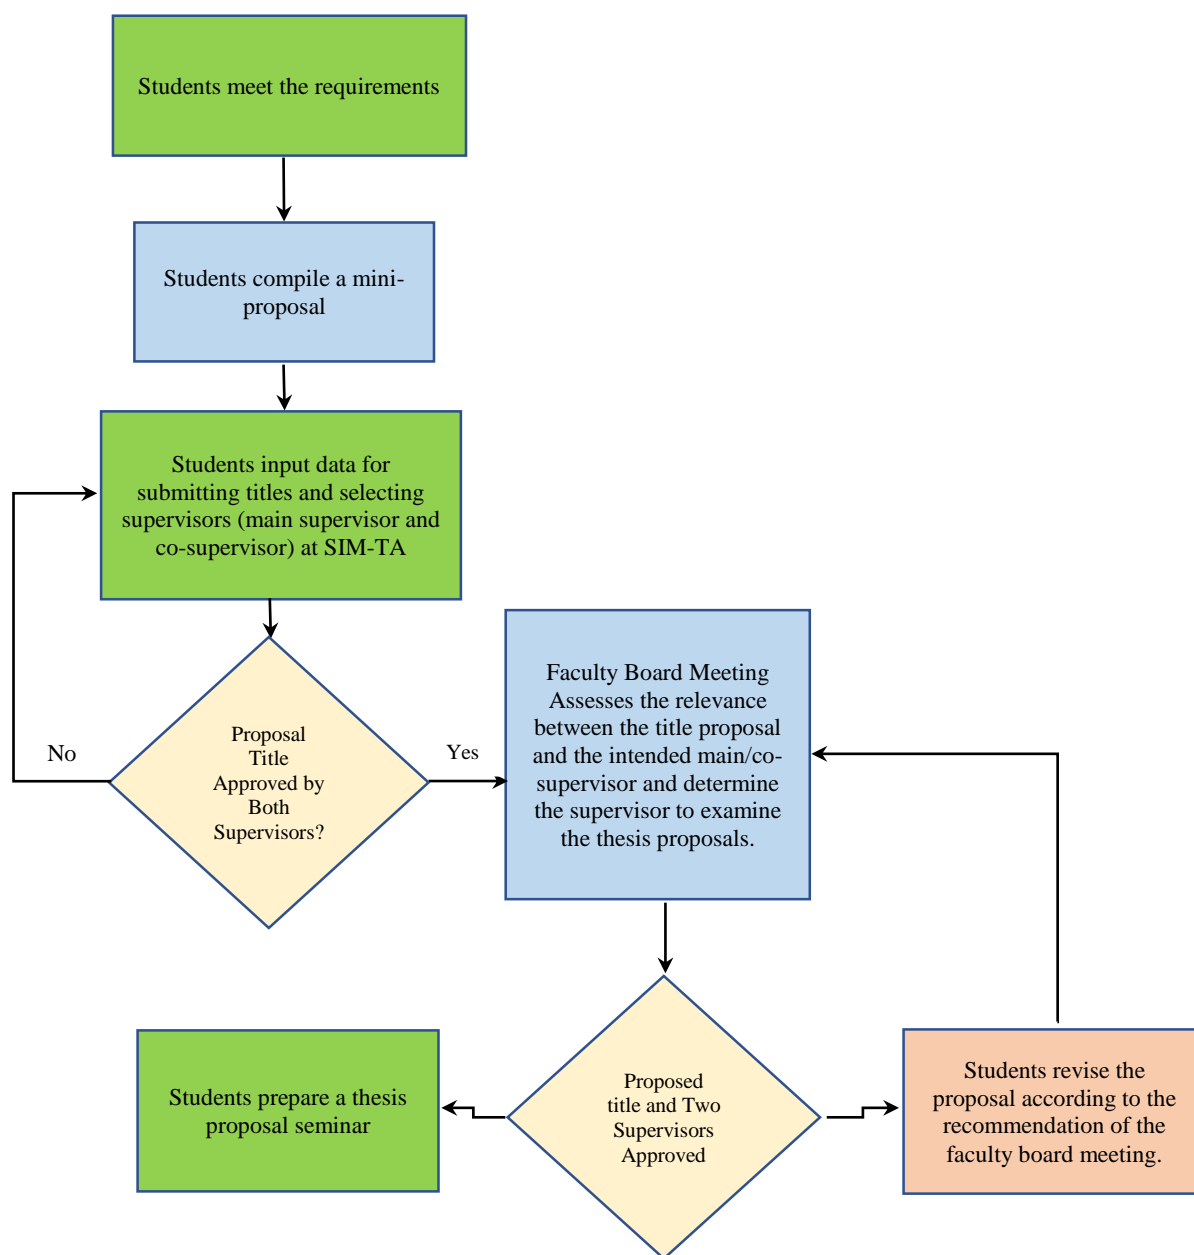 Students meet the requirements
Students compile a mini-
proposal
Students input data for
submitting titles and selecting
supervisors (main supervisor and
co-supervisor) at SIM-TA
No
Proposal
Title
Approved by
Both
Supervisors?
Yes
Faculty Board Meeting
Assesses the relevance
between the title proposal
and the intended main/co-
supervisor and determine
the supervisor to examine
the thesis proposals.
Students prepare a thesis
proposal seminar
Proposed
title and Two
Supervisors
Approved
Students revise the
proposal according to the
recommendation of the
faculty board meeting.